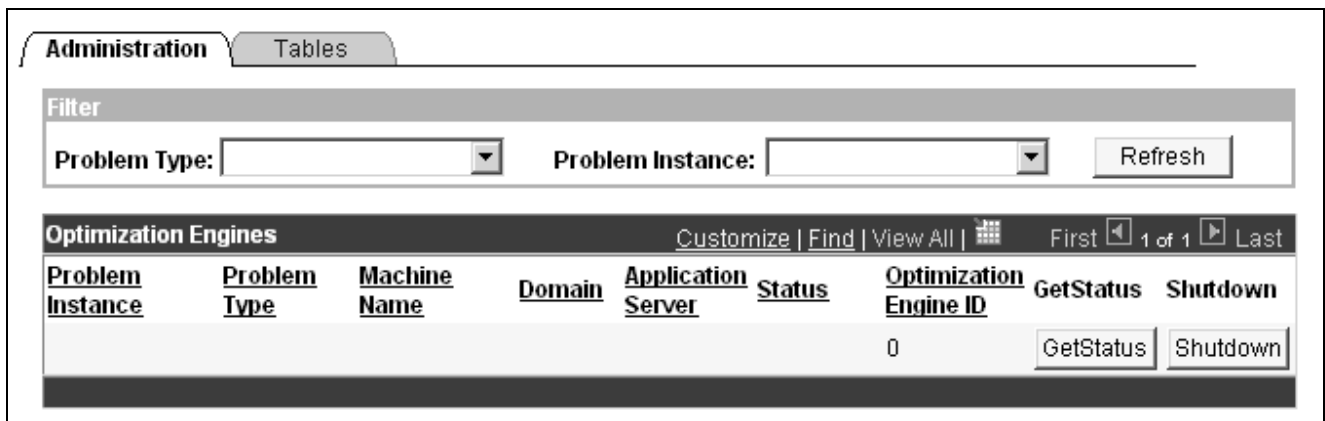 Administration Tables
Filter
Problem Type: Problem Instance: Refresh
Optimization Engines Customize | Find | View All | First 1 of 1 Last
Problem Instance Problem Type Machine Name Domain Application Server Status Optimization Engine ID GetStatus Shutdown
0 GetStatus Shutdown